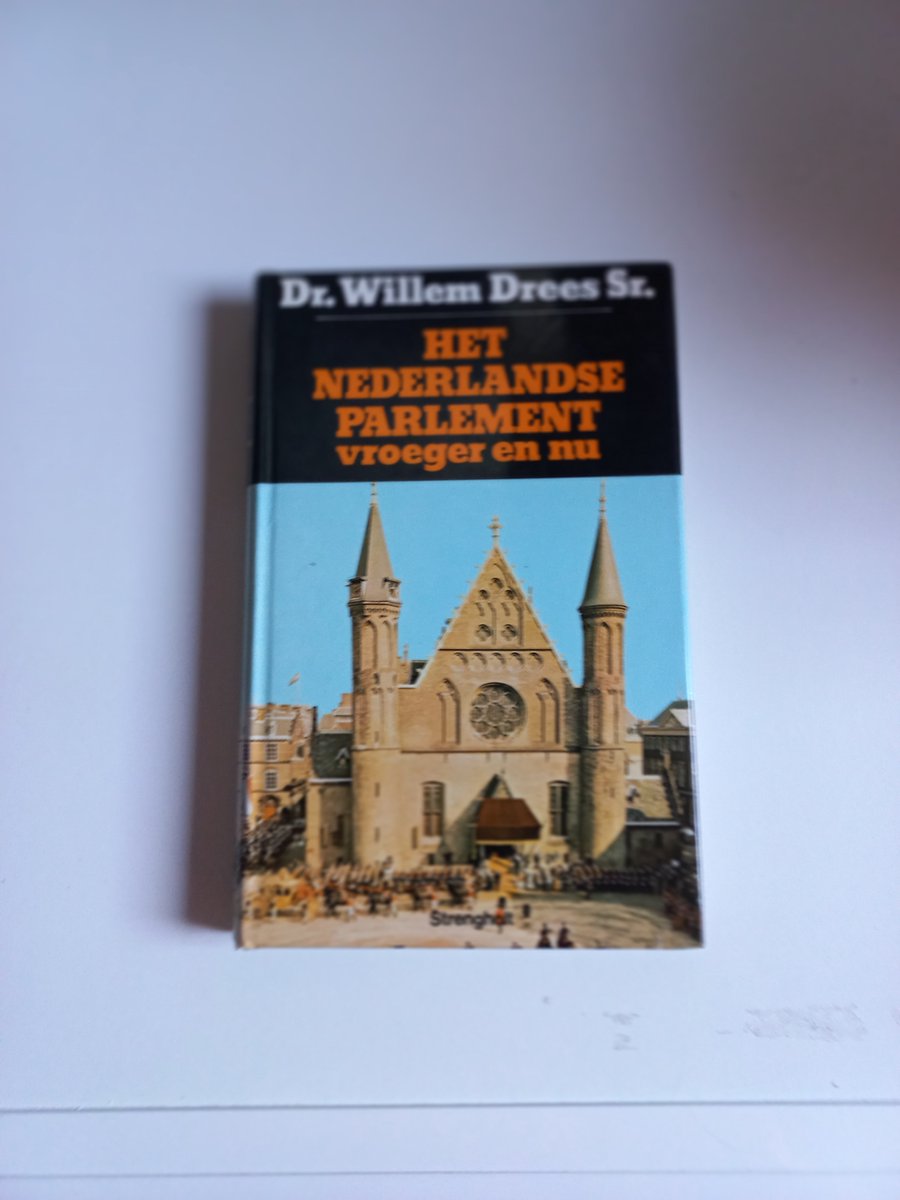 Dr. Willem Drees Sr.
HET
NEDERLANDSE
PARLEMENT
vroeger en nu
Strengholt